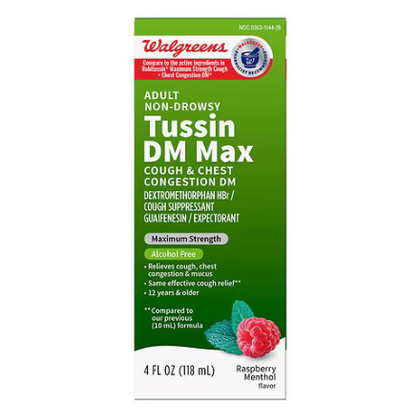 NDC 0363-1144-06
Walgreens
Compare to the active ingredients in
Robitussin® Maximum Strength Cough
+ Chest Congestion DM††
ADULT
NON-DROWSY
Tussin
DM Max
COUGH & CHEST
CONGESTION DM
DEXTROMETHORPHAN HBr /
COUGH SUPPRESSANT
GUAIFENESIN / EXPECTORANT
Maximum Strength
Alcohol Free
• Relieves cough, chest
congestion & mucus
• Same effective cough relief**
• 12 years & older
**Compared to
our previous
(10 mL) formula
4 FL OZ (118 mL)
Raspberry
Menthol
flavor